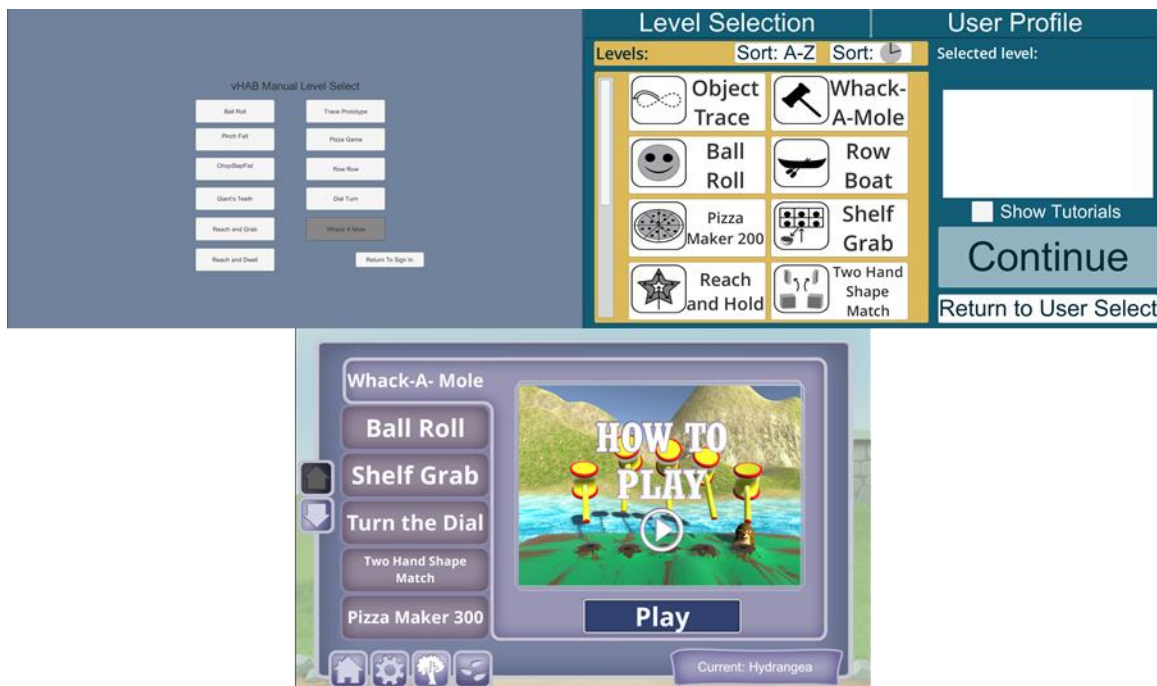 vHAB Manual Level Select
Ball Roll
Trace Prototype
Pinch Fall
Pizza Game
ChopStepPat
Row Row
Giant's Teeth
Dial Turn
Reach and Grab
Whack A Mole
Reach and Dwell
Return To Sign In
Level Selection
User Profile
Levels:
Sort: A-Z
Sort:
Selected level:
Object
Trace
Whack-
A-Mole
Ball
Roll
Row
Boat
Pizza
Maker 200
Shelf
Grab
Reach
and Hold
Two Hand
Shape
Match
Show Tutorials
Continue
Return to User Select
Whack-A- Mole
Ball Roll
Shelf Grab
Turn the Dial
Two Hand Shape
Match
Pizza Maker 300
HOW TO
PLAY
Play
Current: Hydrangea